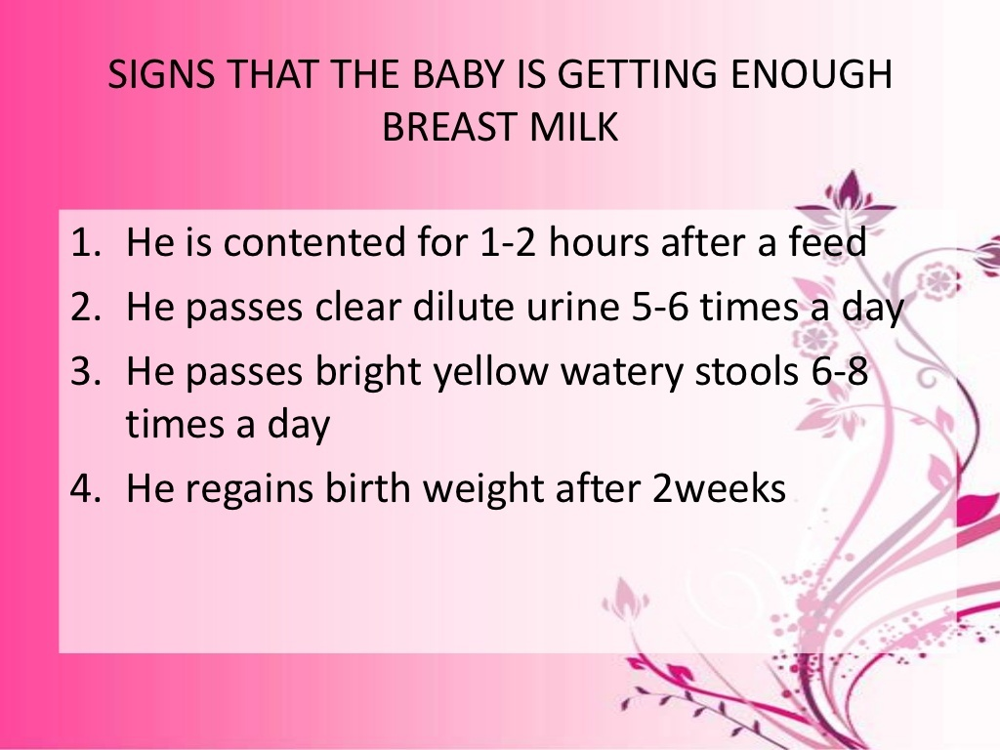 SIGNS THAT THE BABY IS GETTING ENOUGH
BREAST MILK
1. He is contented for 1-2 hours after a feed
2. He passes clear dilute urine 5-6 times a day
3. He passes bright yellow watery stools 6-8
times a day
4. He regains birth weight after 2weeks